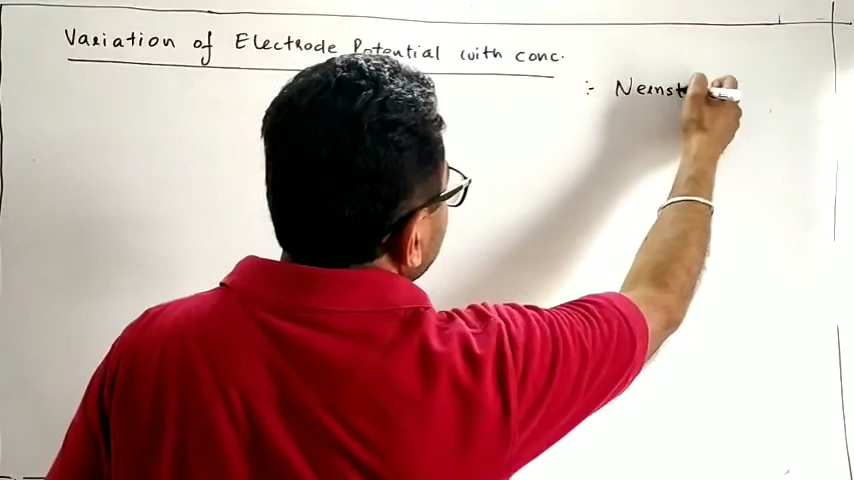 Variation of Electrode Potential with conc.
:- Nernst